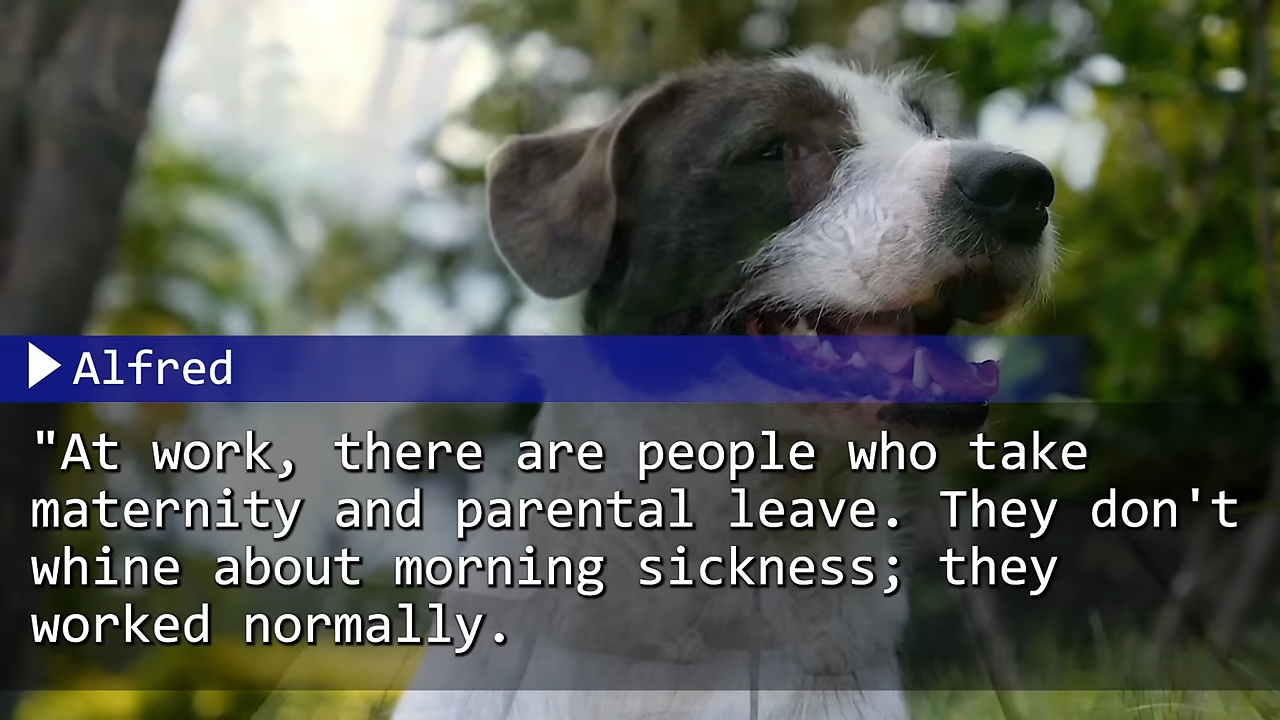 Alfred
"At work, there are people who take
maternity and parental leave. They don't
whine about morning sickness; they
worked normally.